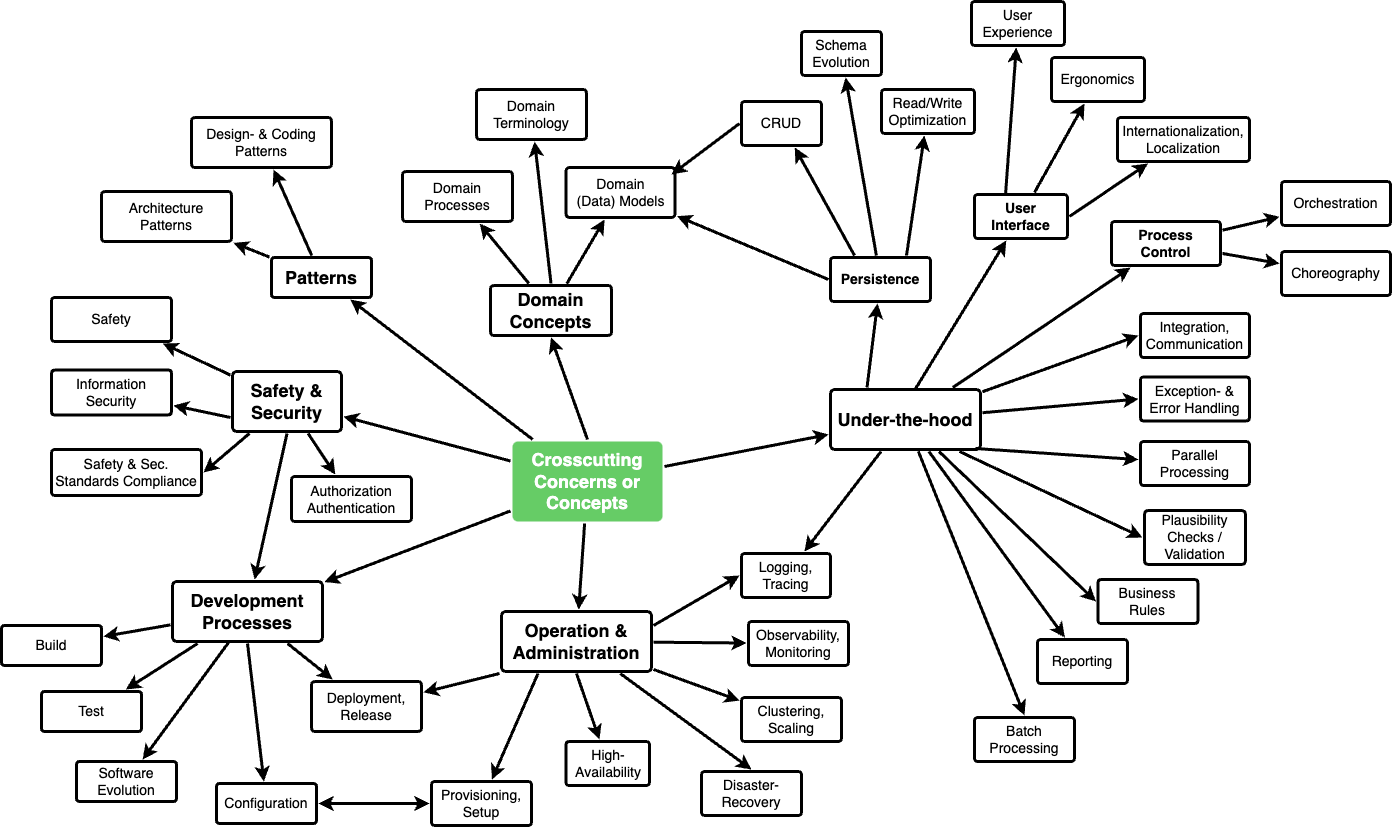 User
Experience
Schema
Evolution
Ergonomics
Domain
Terminology
CRUD
Read/Write
Optimization
Design- & Coding
Patterns
Internationalization,
Localization
Domain
Processes
Domain
(Data) Models
Architecture
Patterns
User
Interface
Orchestration
Process
Control
Patterns
Persistence
Choreography
Domain
Concepts
Safety
Integration,
Communication
Information
Security
Safety &
Security
Exception- &
Error Handling
Under-the-hood
Safety & Sec.
Standards Compliance
Authorization
Authentication
Crosscutting
Concerns or
Concepts
Parallel
Processing
Plausibility
Checks /
Validation
Logging,
Tracing
Business
Rules
Development
Processes
Operation &
Administration
Observability,
Monitoring
Build
Reporting
Test
Deployment,
Release
Clustering,
Scaling
Batch
Processing
Software
Evolution
High-
Availability
Disaster-
Recovery
Configuration
Provisioning,
Setup